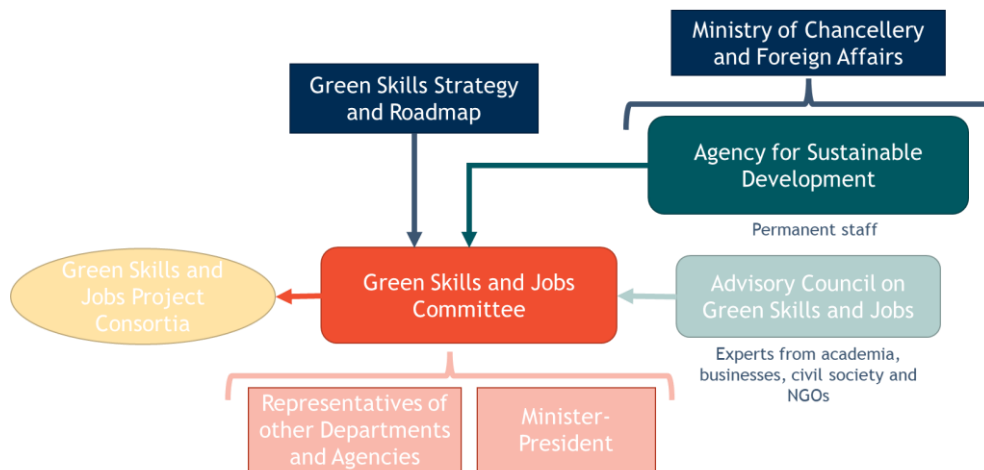 Ministry of Chancellery
and Foreign Affairs
Green Skills Strategy
and Roadmap
Agency for Sustainable
Development
Permanent staff
Green Skills and
Jobs Project
Consortia
Green Skills and Jobs
Committee
Advisory Council on
Green Skills and Jobs
Experts from academia,
businesses, civil society and
NGOs
Representatives of
other Departments
and Agencies
Minister-
President